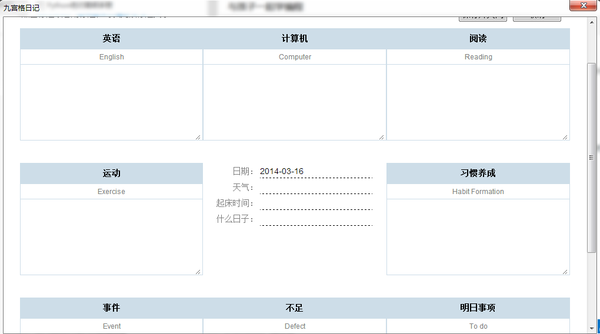 九宫格日记
英语 计算机 阅读
English Computer Reading
运动
Exercise
日期： 2014-03-16
天气：
起床时间：
什么日子：
习惯养成
Habit Formation
事件 不足 明日事项
Event Defect To do